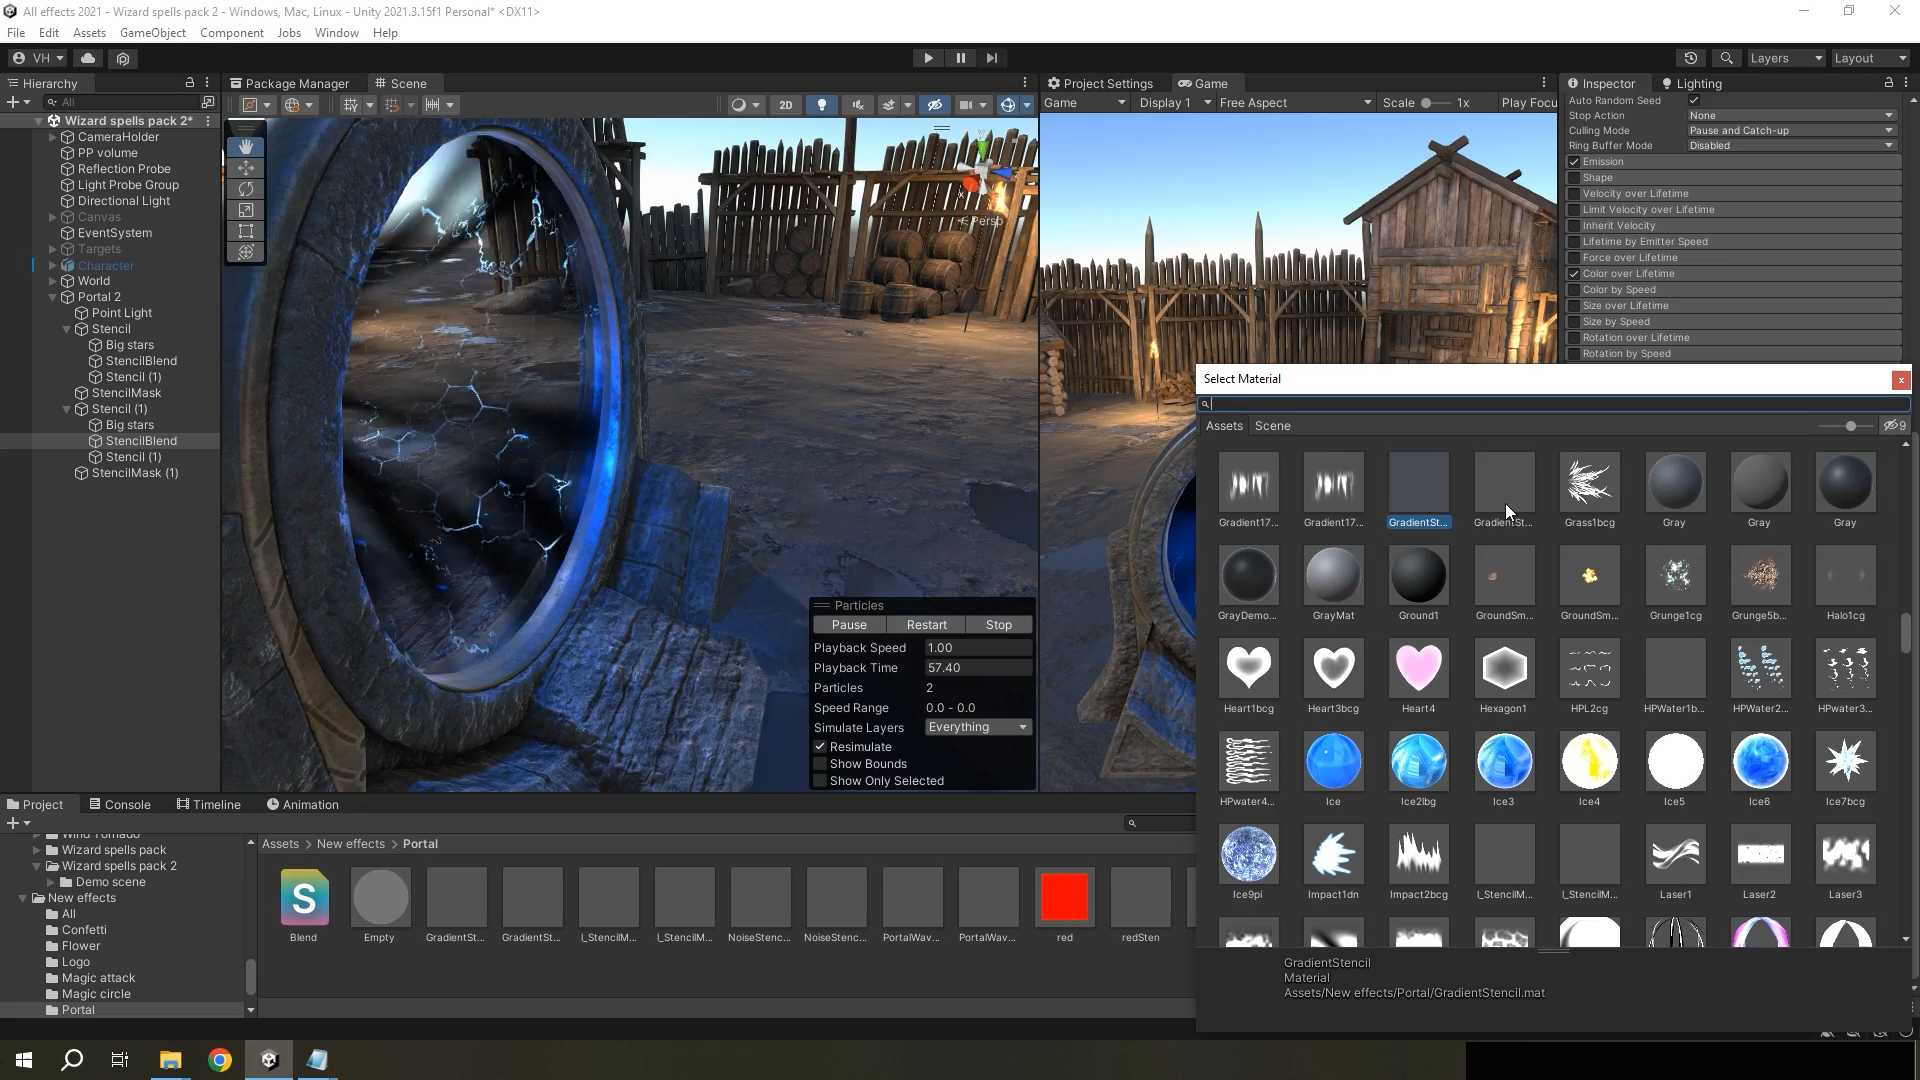 All effects 2021 - Wizard spells pack 2 - Windows, Mac, Linux - Unity 2021.3.15f1 Personal* <DX11>
File Edit Assets GameObject Component Jobs Window Help
VH Layers Layout
Hierarchy
All
Wizard spells pack 2*
CameraHolder
PP volume
Reflection Probe
Light Probe Group
Directional Light
Canvas
EventSystem
Targets
Character
World
Portal 2
Point Light
Stencil
Big stars
StencilBlend
Stencil (1)
StencilMask
Stencil (1)
Big stars
StencilBlend
Stencil (1)
StencilMask (1)
Package Manager Scene
2D
y
x
Persp
Particles
Pause Restart Stop
Playback Speed 1.00
Playback Time 57.40
Particles 2
Speed Range 0.0 - 0.0
Simulate Layers Everything
Resimulate
Show Bounds
Show Only Selected
Project Settings Game
Game Display 1 Free Aspect Scale 1x Play Focu
Inspector Lighting
Auto Random Seed
Stop Action None
Culling Mode Pause and Catch-up
Ring Buffer Mode Disabled
Emission
Shape
Velocity over Lifetime
Limit Velocity over Lifetime
Inherit Velocity
Lifetime by Emitter Speed
Force over Lifetime
Color over Lifetime
Color by Speed
Size over Lifetime
Size by Speed
Rotation over Lifetime
Rotation by Speed
Select Material
x
Assets Scene 9
Gradient17... Gradient17... GradientSt... GradientSt... Grass1bcg Gray Gray Gray
GrayDemo... GrayMat Ground1 GroundSm... GroundSm... Grunge1cg Grunge5b... Halo1cg
Heart1bcg Heart3bcg Heart4 Hexagon1 HPL2cg HPWater1b... HPWater2... HPwater3...
HPwater4... Ice Ice2lbg Ice3 Ice4 Ice5 Ice6 Ice7bcg
Ice9pi Impact1dn Impact2bcg I_StencilM... I_StencilM... Laser1 Laser2 Laser3
GradientStencil
Material
Assets/New effects/Portal/GradientStencil.mat
Project Console Timeline Animation
Wind Tornado
Wizard spells pack
Wizard spells pack 2
Demo scene
New effects
All
Confetti
Flower
Logo
Magic attack
Magic circle
Portal
Assets > New effects > Portal
S
Blend Empty GradientSt... GradientSt... I_StencilM... I_StencilM... NoiseStenc... NoiseStenc... PortalWav... PortalWav... red redSten